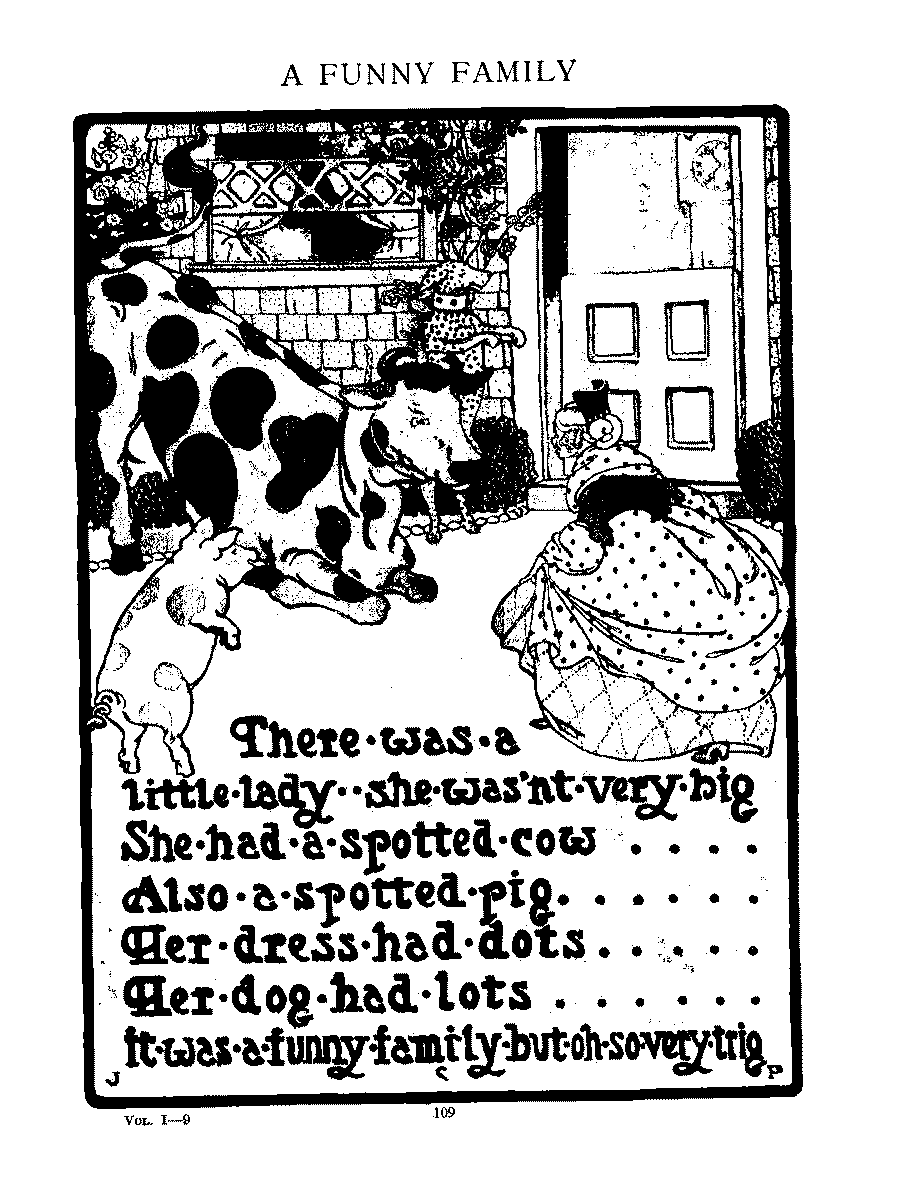 A FUNNY FAMILY
There·was·a
little·lady··she·was'nt·very·big
She·had·a·spotted·cow . . . .
Also·a·spotted·pig. . . . . . .
Her·dress·had·dots . . . . .
Her·dog·had·lots . . . . . . .
It·was·a·funny·family·but·oh·so·very·trig
J C P
VOL. I—9
109